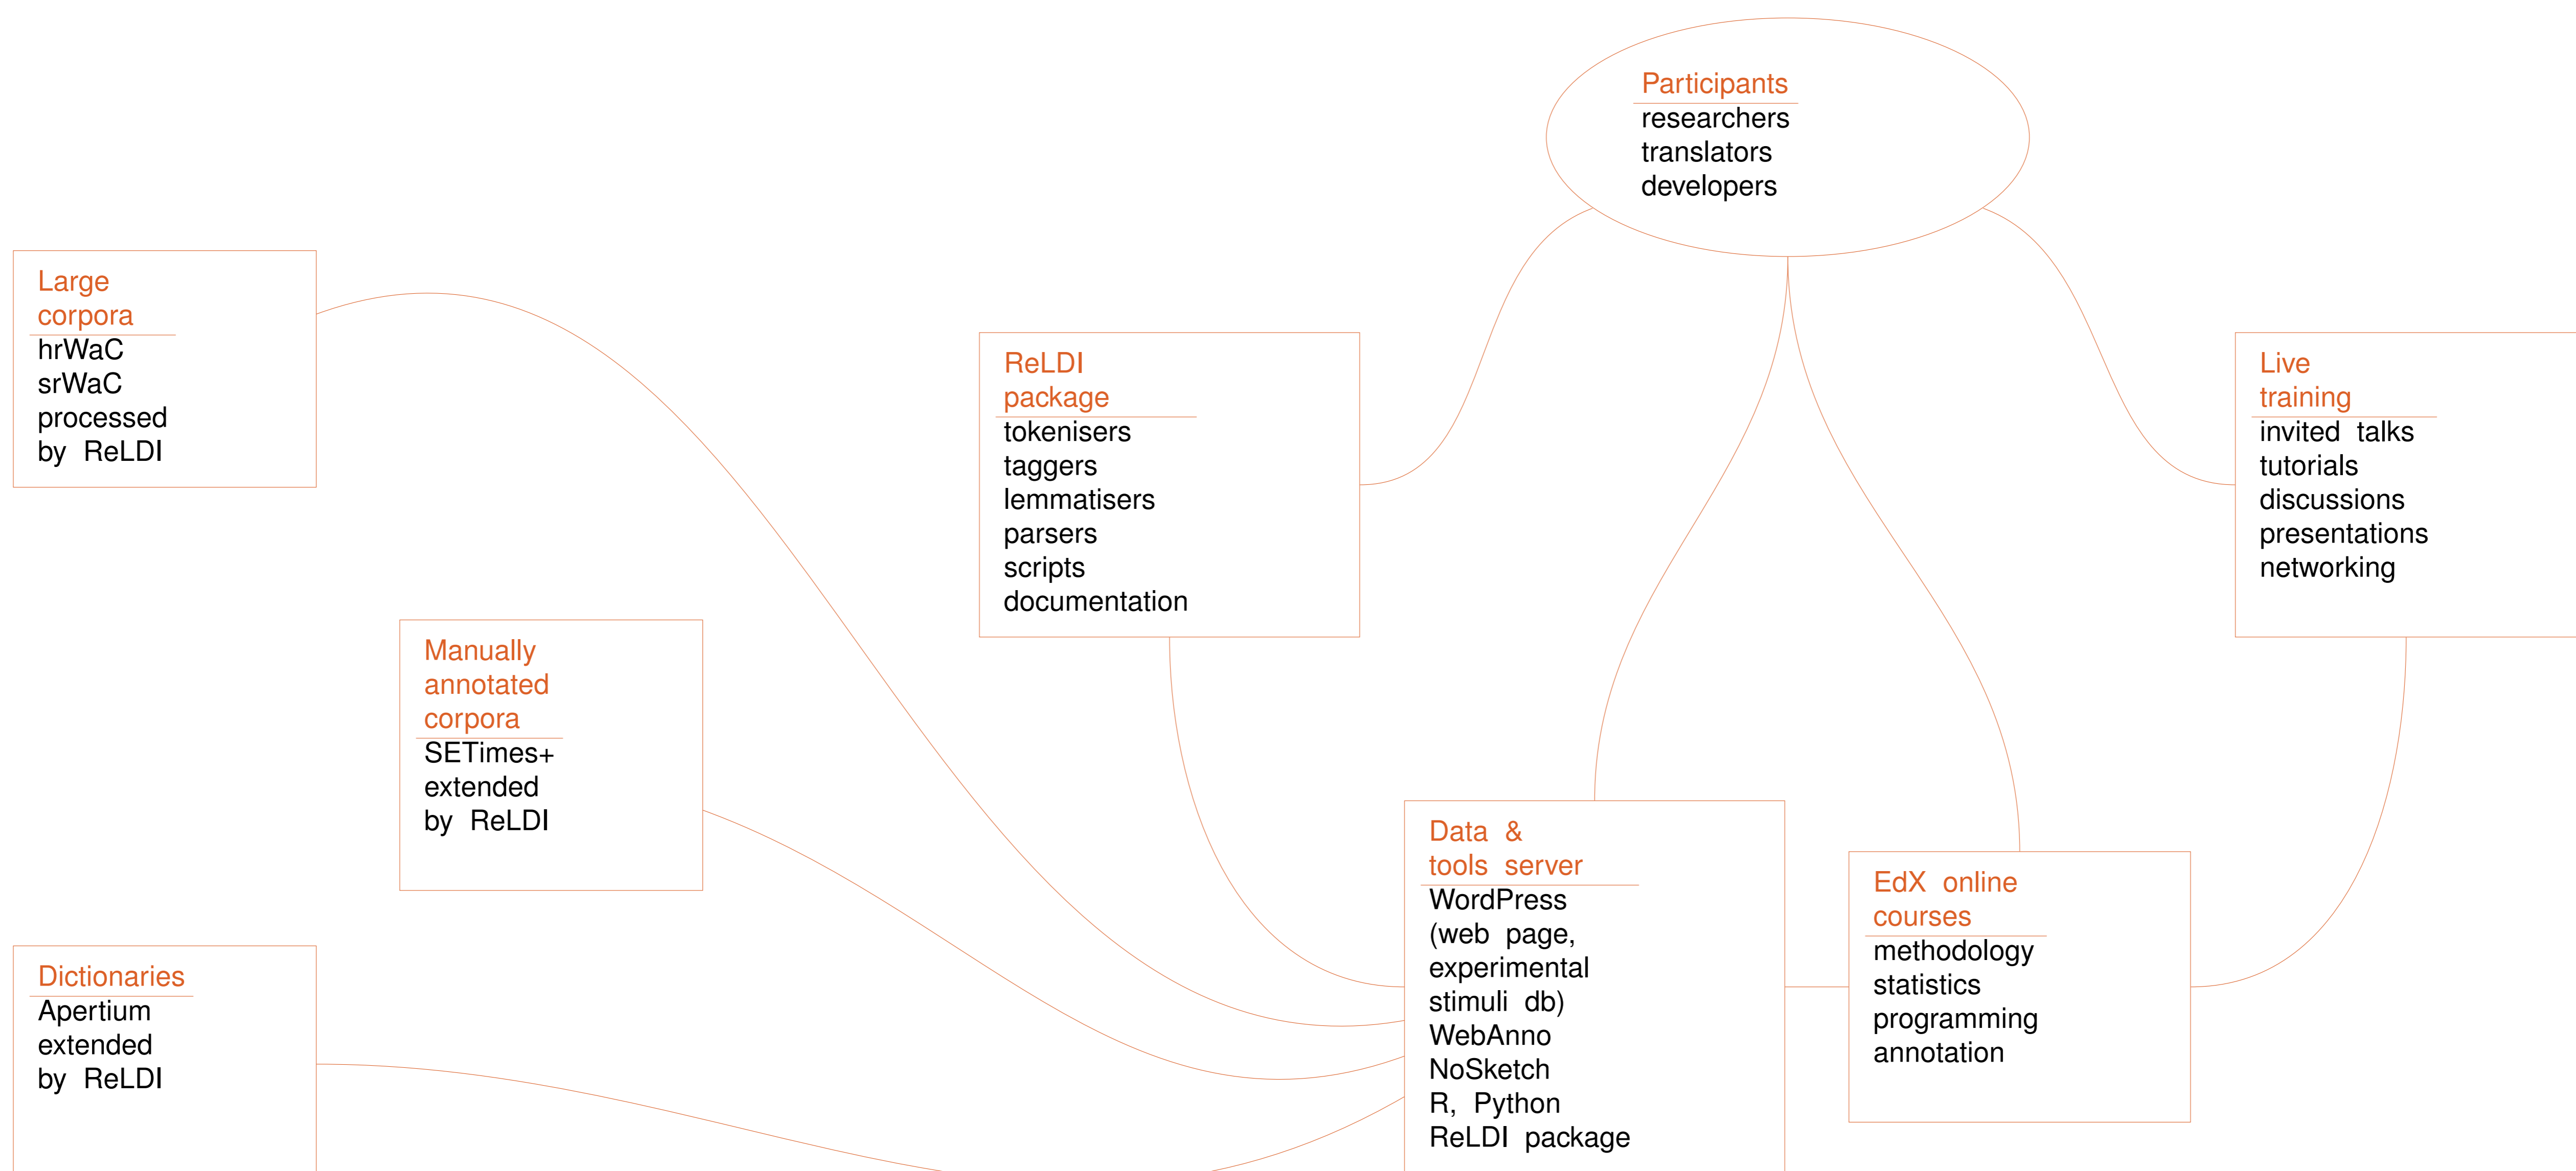 Participants
researchers
translators
developers
Large
corpora
hrWaC
srWaC
processed
by ReLDI
ReLDI
package
tokenisers
taggers
lemmatisers
parsers
scripts
documentation
Live
training
invited talks
tutorials
discussions
presentations
networking
Manually
annotated
corpora
SETimes+
extended
by ReLDI
Data &
tools server
WordPress
(web page,
experimental
stimuli db)
WebAnno
NoSketch
R, Python
ReLDI package
EdX online
courses
methodology
statistics
programming
annotation
Dictionaries
Apertium
extended
by ReLDI